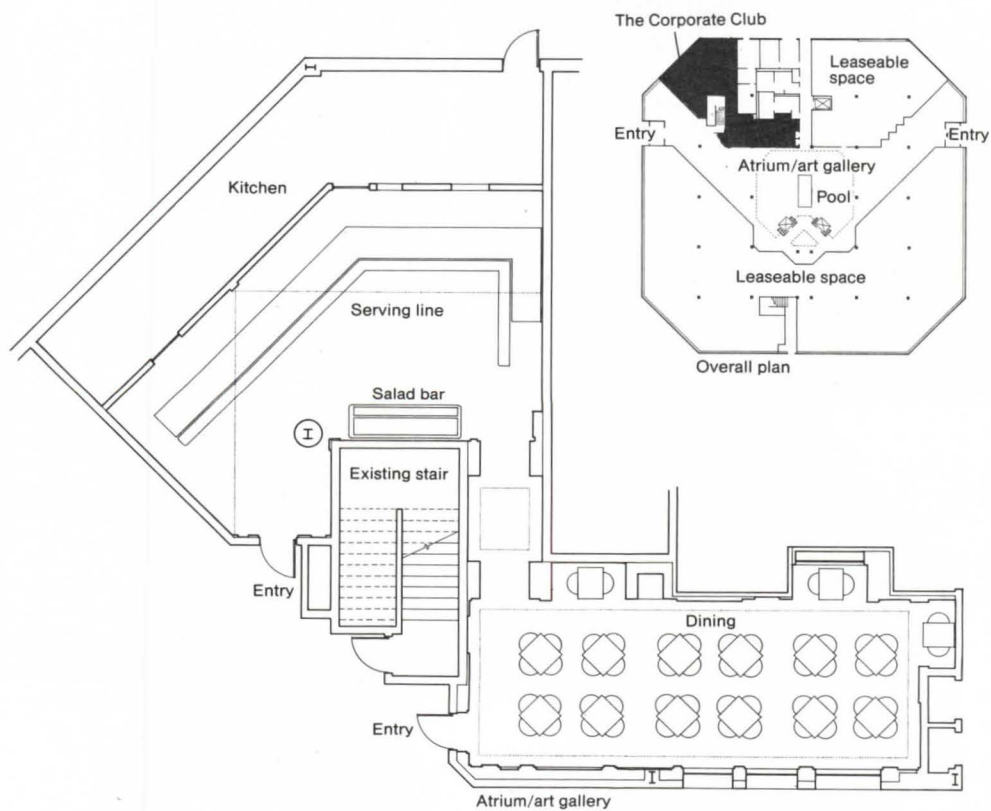 The Corporate Club
Leaseable
space
Entry
Entry
Atrium/art gallery
Pool
Leaseable space
Overall plan
Kitchen
Serving line
Salad bar
Existing stair
Entry
Dining
Entry
Atrium/art gallery